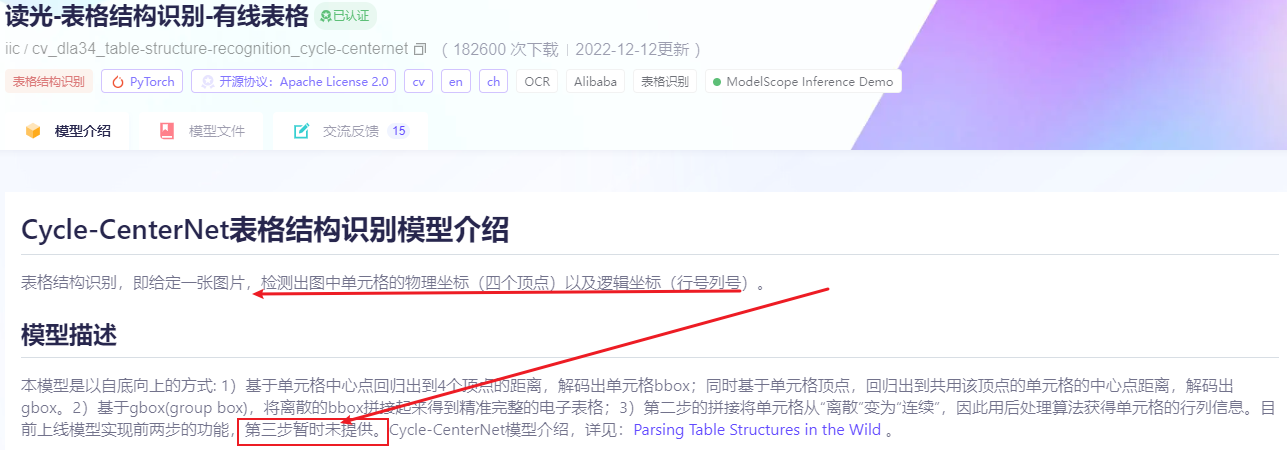 读光-表格结构识别-有线表格 已认证
iic / cv_dla34_table-structure-recognition_cycle-centernet （ 182600 次下载 | 2022-12-12更新 ）
表格结构识别 PyTorch 开源协议：Apache License 2.0 cv en ch OCR Alibaba 表格识别 ModelScope Inference Demo
模型介绍 模型文件 交流反馈 15
Cycle-CenterNet表格结构识别模型介绍
表格结构识别，即给定一张图片，检测出图中单元格的物理坐标（四个顶点）以及逻辑坐标（行号列号）。
模型描述
本模型是以自底向上的方式: 1）基于单元格中心点回归出到4个顶点的距离，解码出单元格bbox；同时基于单元格顶点，回归出到共用该顶点的单元格的中心点距离，解码出
gbox。2）基于gbox(group box)，将离散的bbox拼接起来得到精准完整的电子表格；3）第二步的拼接将单元格从“离散”变为“连续”，因此用后处理算法获得单元格的行列信息。目
前上线模型实现前两步的功能，第三步暂时未提供。Cycle-CenterNet模型介绍，详见：Parsing Table Structures in the Wild 。